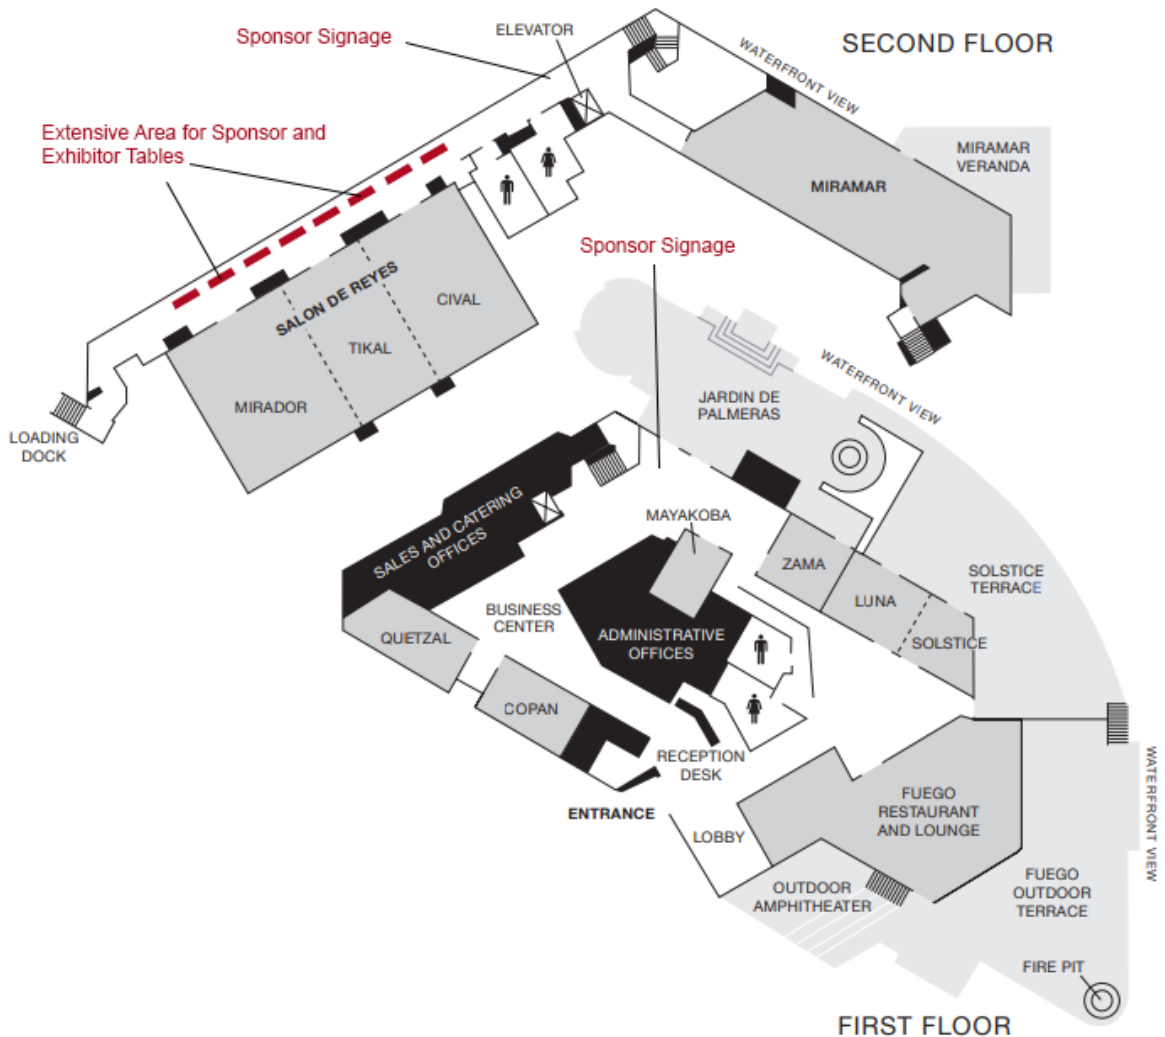 Sponsor Signage
ELEVATOR
SECOND FLOOR
WATERFRONT VIEW
Extensive Area for Sponsor and
Exhibitor Tables
MIRAMAR
VERANDA
MIRAMAR
Sponsor Signage
SALON DE REYES
CIVAL
TIKAL
MIRADOR
LOADING
DOCK
WATERFRONT VIEW
JARDIN DE
PALMERAS
SALES AND CATERING
OFFICES
MAYAKOBA
ZAMA
SOLSTICE
TERRACE
LUNA
BUSINESS
CENTER
QUETZAL
ADMINISTRATIVE
OFFICES
SOLSTICE
COPAN
RECEPTION
DESK
ENTRANCE
WATERFRONT VIEW
FUEGO
RESTAURANT
AND LOUNGE
LOBBY
OUTDOOR
AMPHITHEATER
FUEGO
OUTDOOR
TERRACE
FIRE PIT
FIRST FLOOR